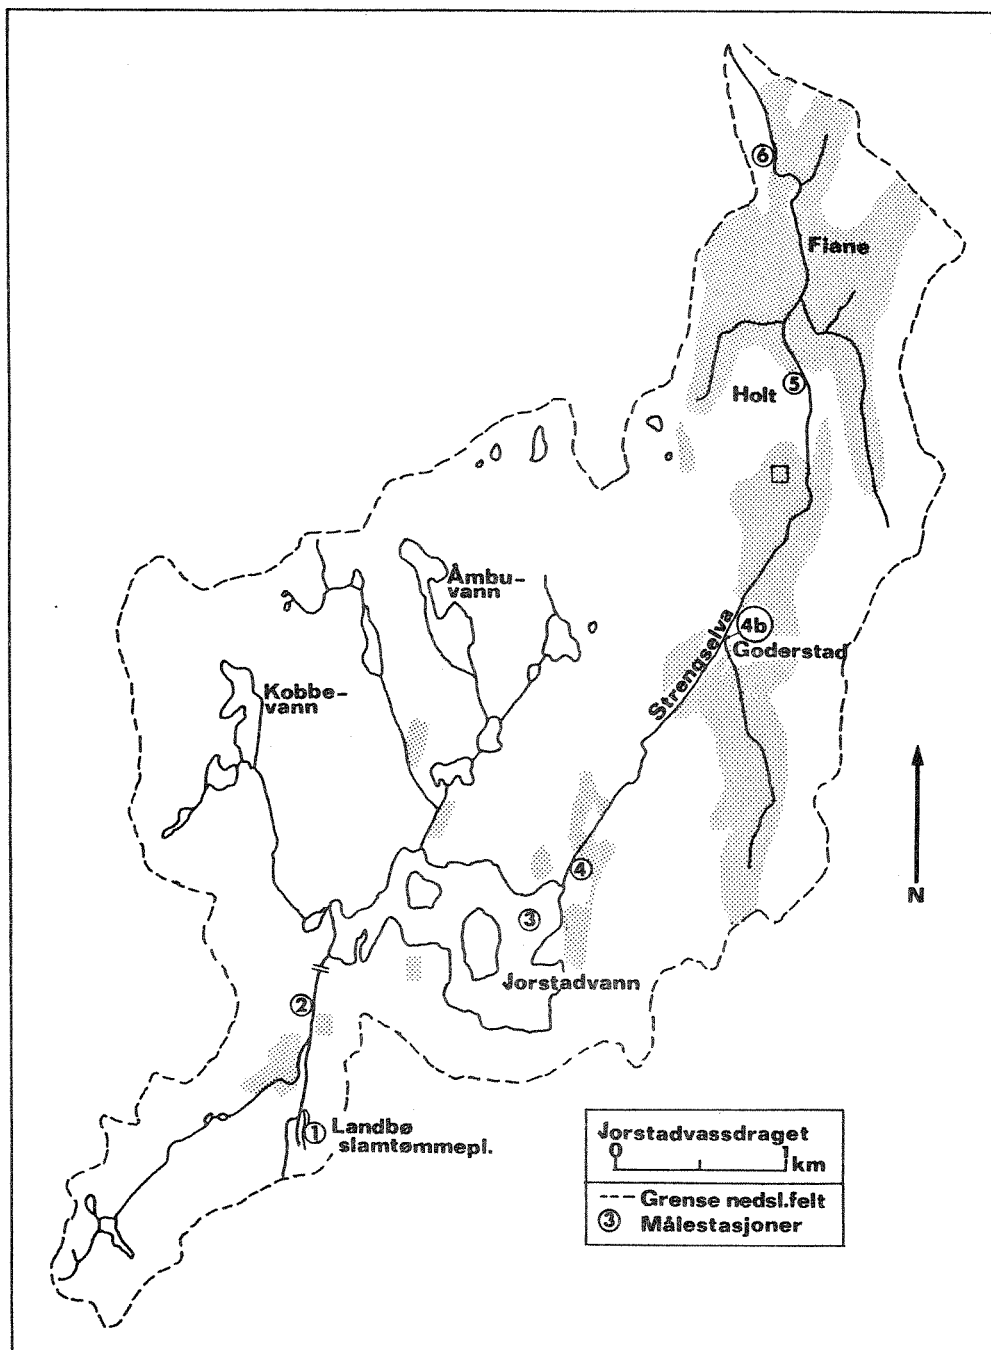 6
Fiane
5
Holt
Åmbu-
vann
4b
Goderstad
Strengselva
Kobbe-
vann
4
3
N
Jorstadvann
2
1
Landbø
slamtømmepl.
Jorstadvassdraget
0 1
km
Grense nedsl.felt
3 Målestasjoner